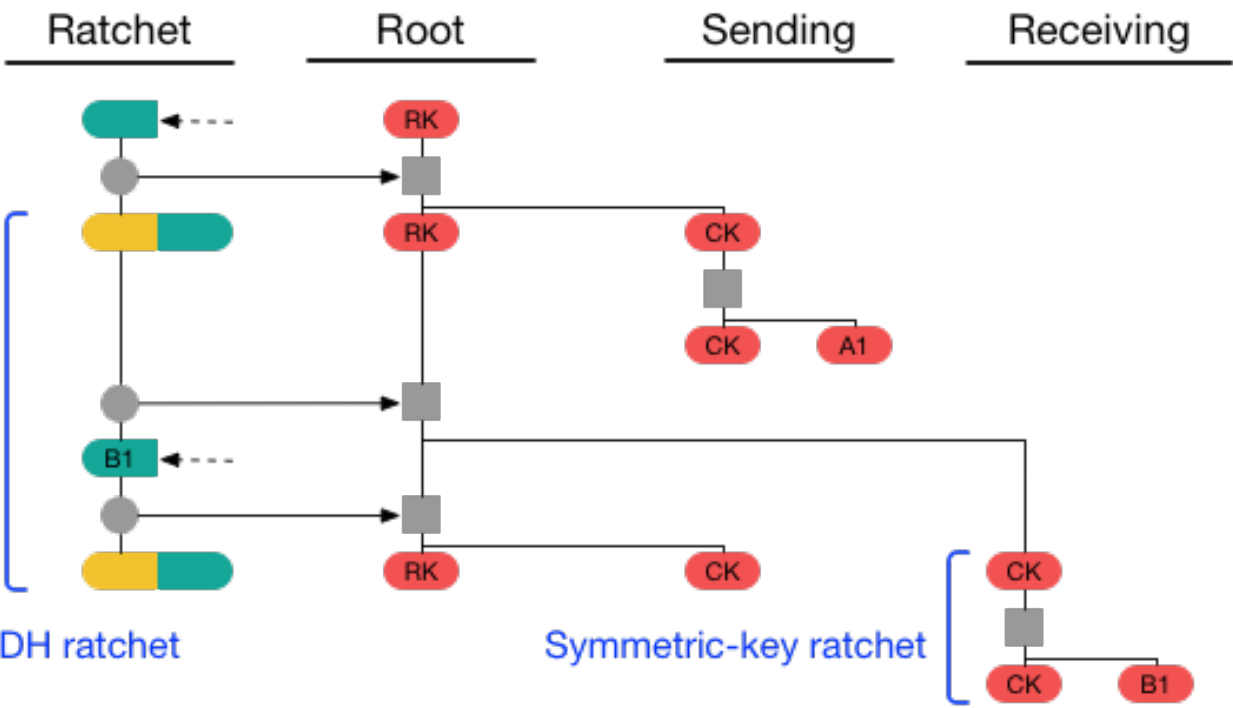 Ratchet Root Sending Receiving
RK
RK CK
CK A1
B1
RK CK CK
DH ratchet Symmetric-key ratchet
CK B1